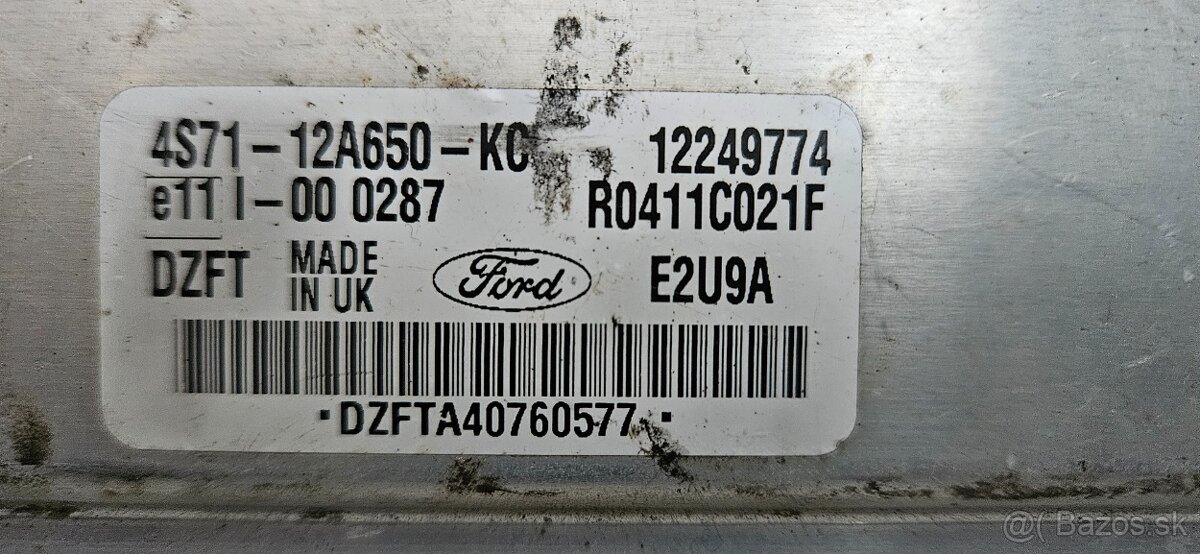 4S71-12A650-KC 12249774
e11 I-00 0287 R0411C021F
DZFT MADE IN UK Ford E2U9A
·DZFTA40760577·
@( Bazos.sk